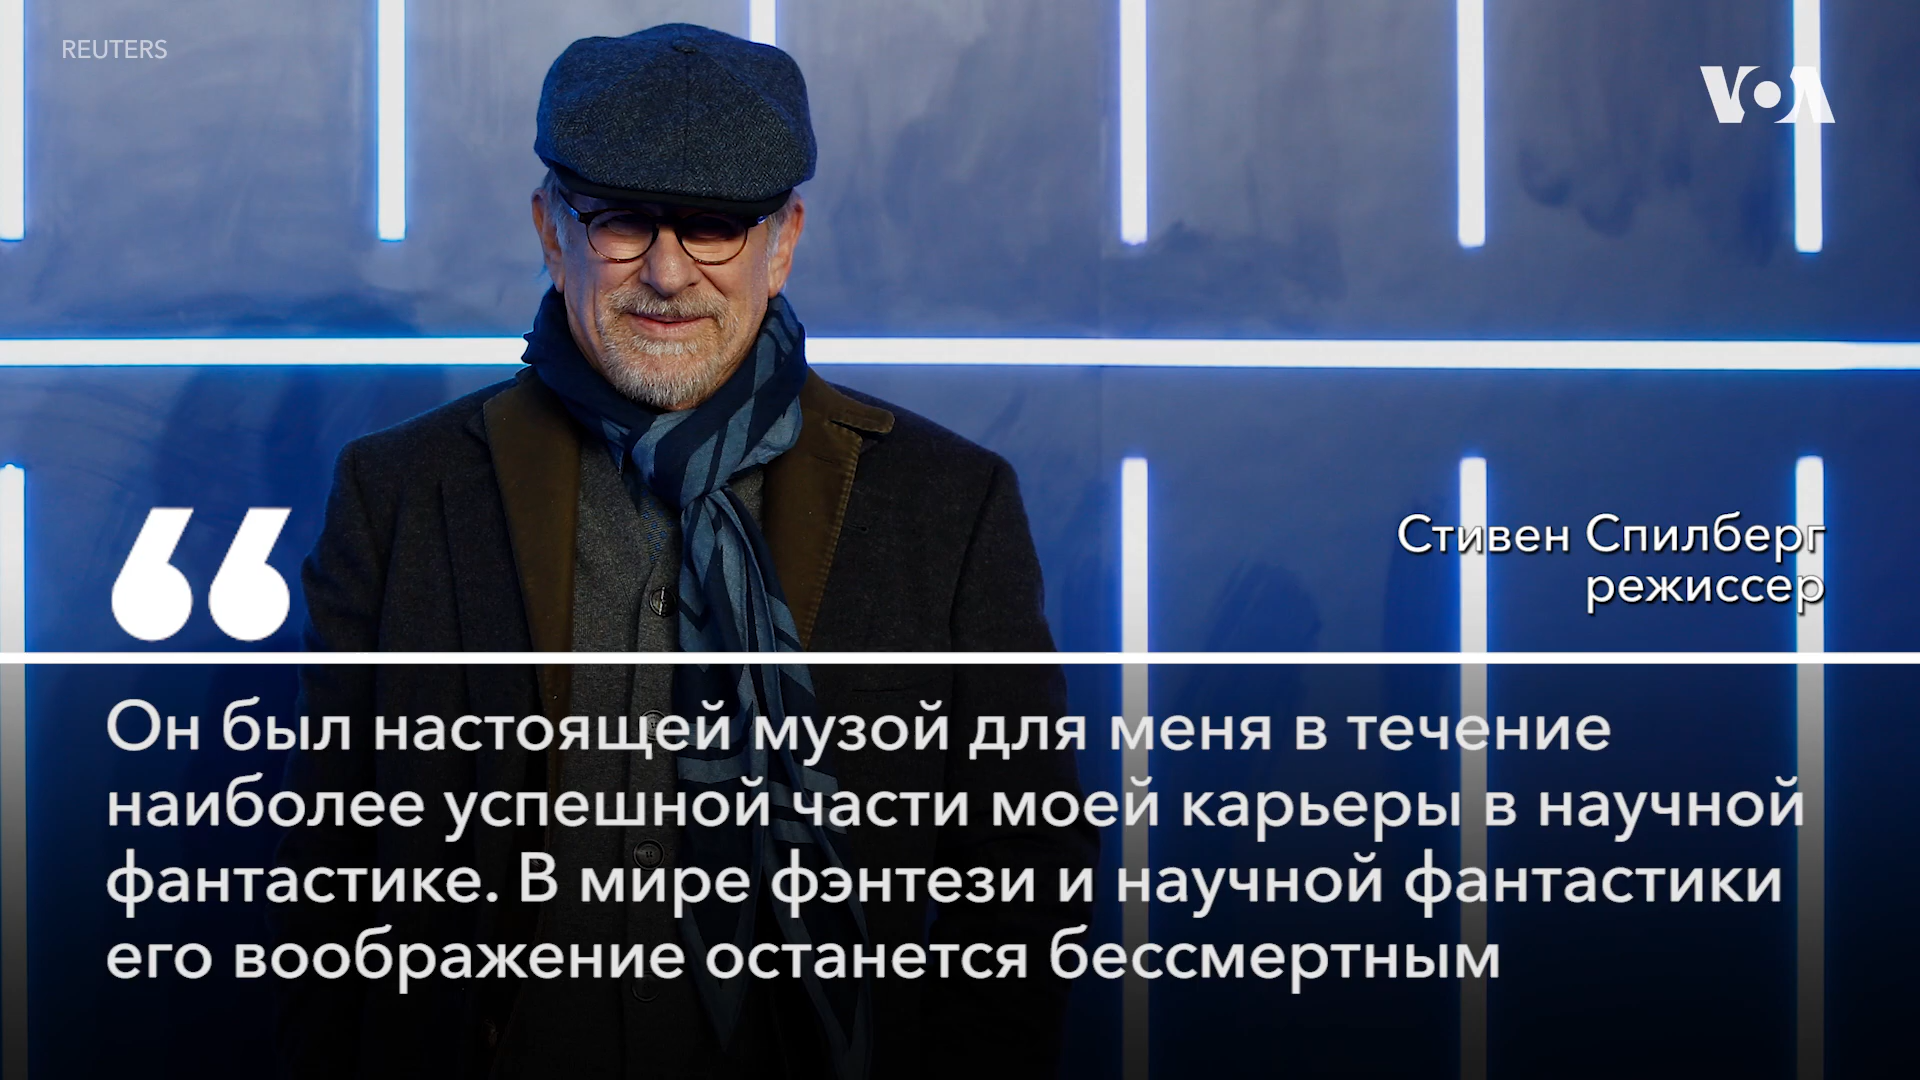 REUTERS
VOA
Стивен Спилберг
режиссер
Он был настоящей музой для меня в течение
наиболее успешной части моей карьеры в научной
фантастике. В мире фэнтези и научной фантастики
его воображение останется бессмертным